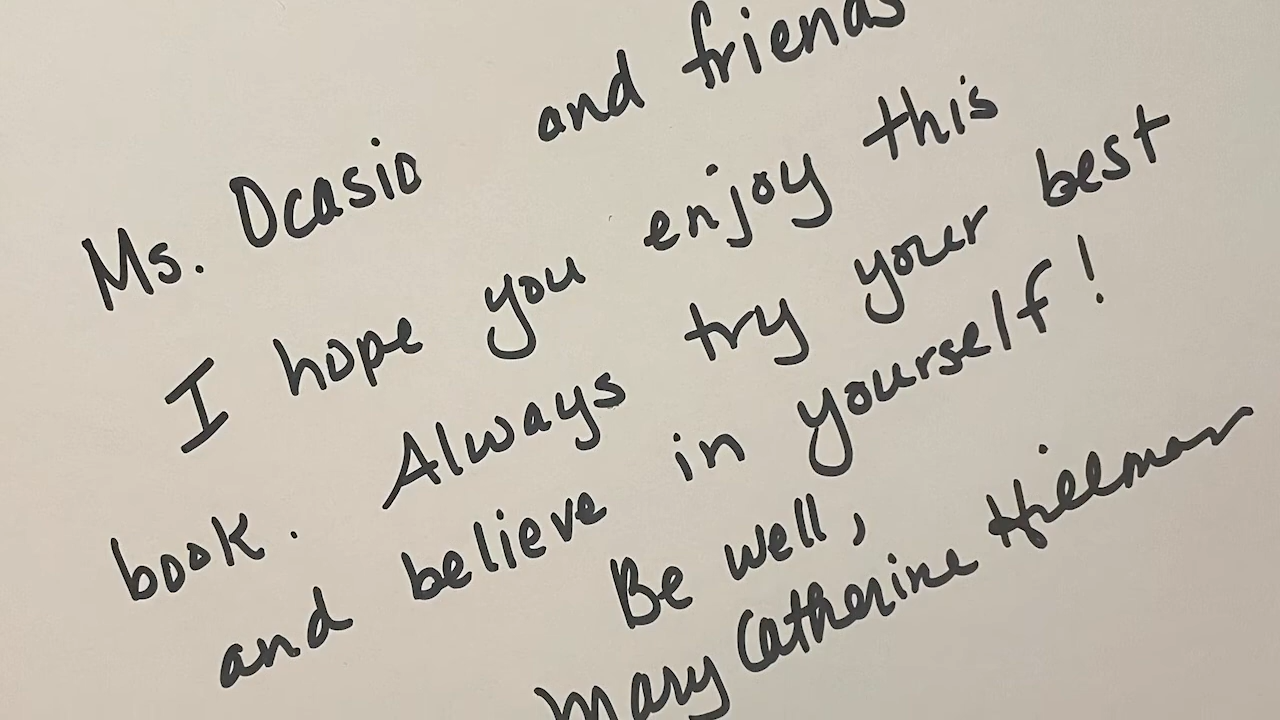 Ms. Ocasio and friends
I hope you enjoy this
book. Always try your best
and believe in yourself!
Be well,
Mary Catherine Hillman